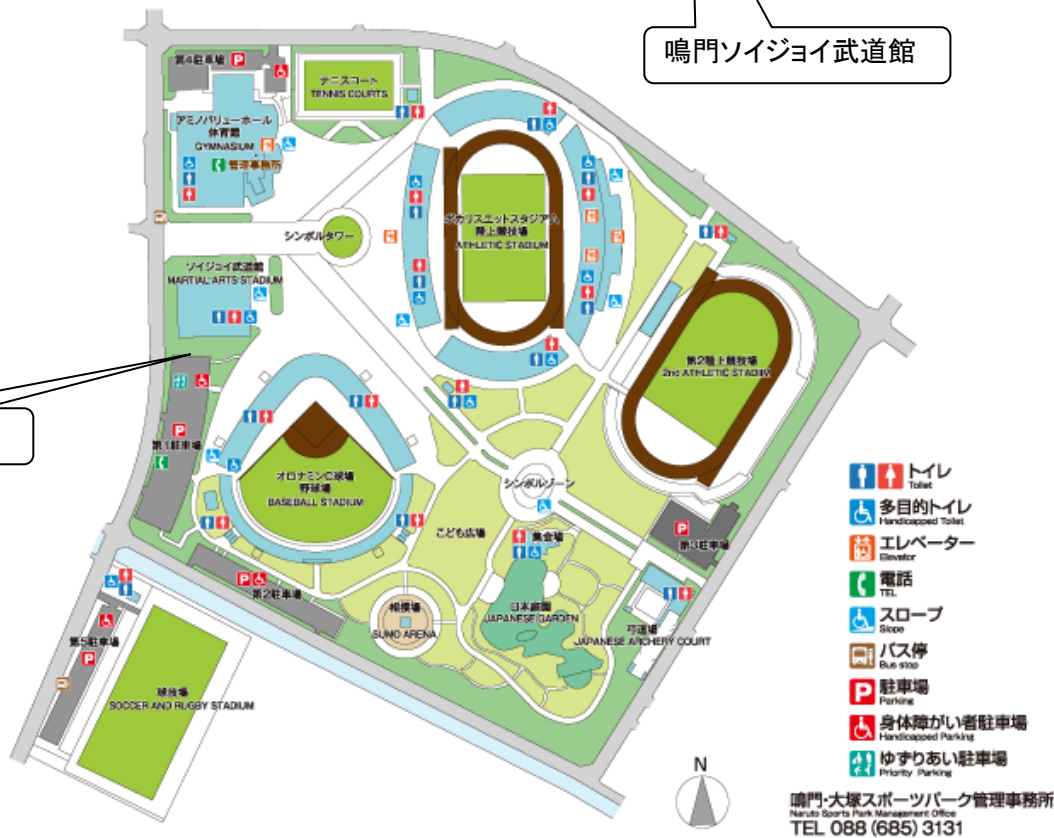 鳴門ソイジョイ武道館
第4駐車場
P
テニスコート
TENNIS COURTS
アミノバリューホール
体育館
GYMNASIUM
管理事務所
シンボルタワー
ポカリスエットスタジアム
陸上競技場
ATHLETIC STADIUM
ソイジョイ武道館
MARTIAL ARTS STADIUM
第2陸上競技場
2nd ATHLETIC STADIUM
P
第1駐車場
オロナミンC球場
野球場
BASEBALL STADIUM
シンボルゾーン
こども広場
集会場
P
第3駐車場
P
第2駐車場
相撲場
SUMO ARENA
日本庭園
JAPANESE GARDEN
弓道場
JAPANESE ARCHERY COURT
第5駐車場
P
球技場
SOCCER AND RUGBY STADIUM
トイレ
Toilet
多目的トイレ
Handicapped Toilet
エレベーター
Elevator
電話
TEL
スロープ
Slope
バス停
Bus stop
P
駐車場
Parking
身体障がい者駐車場
Handicapped Parking
ゆずりあい駐車場
Priority Parking
N
鳴門・大塚スポーツパーク管理事務所
Naruto Sports Park Management Office
TEL 088 (685) 3131